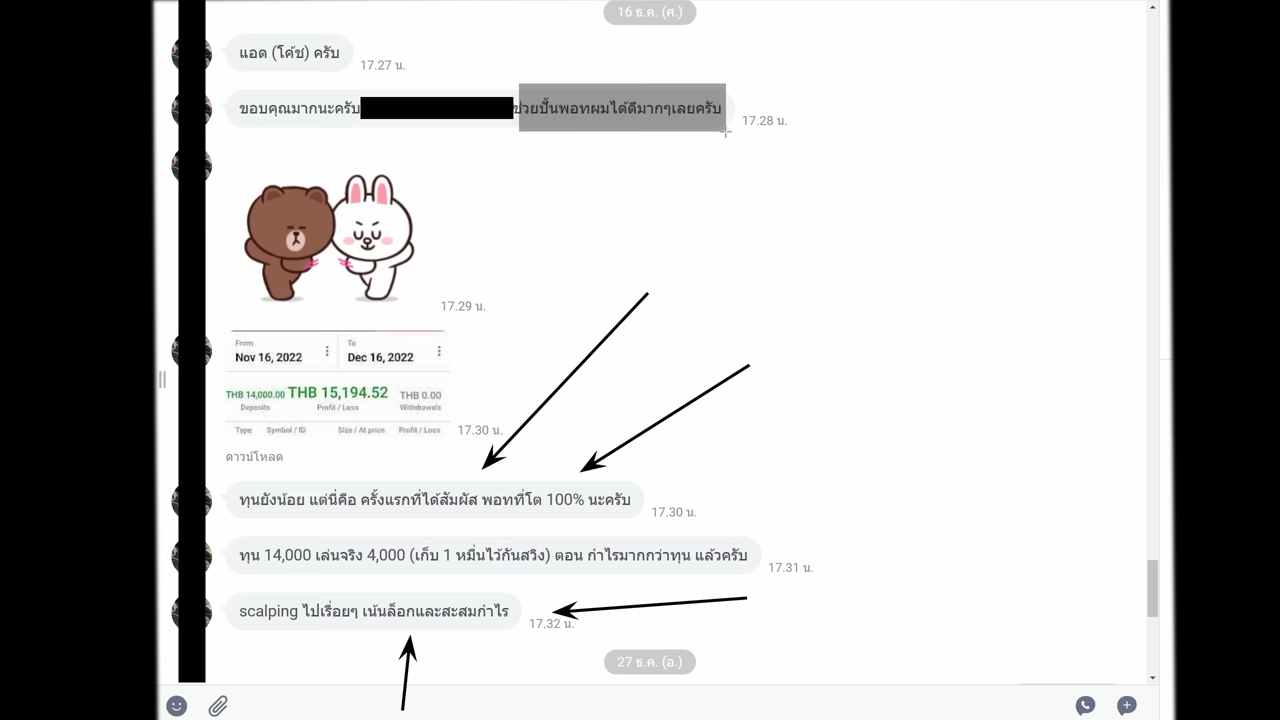 16 ธ.ค. (ศ.)
แอด (โค้ช) ครับ
17.27 น.
ขอบคุณมากนะครับ ช่วยปั้นพอทผมได้ดีมากๆเลยครับ
17.28 น.
17.29 น.
From To
Nov 16, 2022 Dec 16, 2022
THB 14,000.00 THB 15,194.52 THB 0.00
Deposits Profit / Loss Withdrawals
Type Symbol / ID Size / At price Profit / Loss
17.30 น.
ดาวน์โหลด
ทุนยังน้อย แต่นี่คือ ครั้งแรกที่ได้สัมผัส พอทที่โต 100% นะครับ
17.30 น.
ทุน 14,000 เล่นจริง 4,000 (เก็บ 1 หมื่นไว้กันสวิง) ตอน กำไรมากกว่าทุน แล้วครับ
17.31 น.
scalping ไปเรื่อยๆ เน้นล็อกและสะสมกำไร
17.32 น.
27 ธ.ค. (อ.)